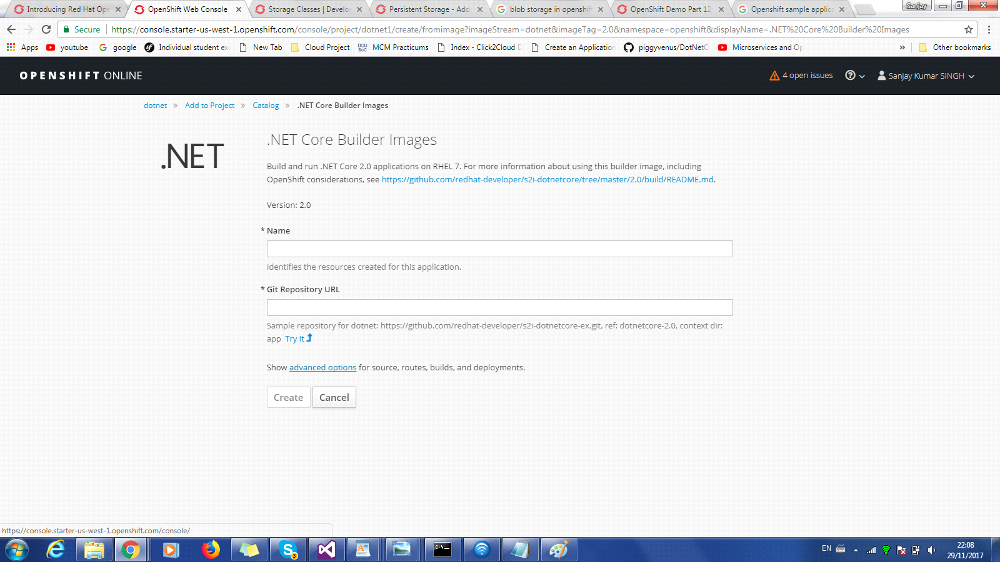 Introducing Red Hat Ope
OpenShift Web Console
Storage Classes | Develo
Persistent Storage - Add
blob storage in openshif
OpenShift Demo Part 12
Openshift sample applica
Sanjay
Secure
https://console.starter-us-west-1.openshift.com/console/project/dotnet1/create/fromimage?imageStream=dotnet&imageTag=2.0&namespace=openshift&displayName=.NET%20Core%20Builder%20Images
Apps
youtube
google
Individual student ex
New Tab
Cloud Project
DCU SoC
MCM Practicums
Index - Click2Cloud D
Create an Application
piggyvenus/DotNetO
Microservices and Op
»
Other bookmarks
OPENSHIFT ONLINE
4 open issues
Sanjay Kumar SINGH
dotnet » Add to Project » Catalog » .NET Core Builder Images
.NET
.NET Core Builder Images
Build and run .NET Core 2.0 applications on RHEL 7. For more information about using this builder image, including
OpenShift considerations, see https://github.com/redhat-developer/s2i-dotnetcore/tree/master/2.0/build/README.md.
Version: 2.0
* Name
Identifies the resources created for this application.
* Git Repository URL
Sample repository for dotnet: https://github.com/redhat-developer/s2i-dotnetcore-ex.git, ref: dotnetcore-2.0, context dir:
app Try It
Show advanced options for source, routes, builds, and deployments.
Create
Cancel
https://console.starter-us-west-1.openshift.com/console/
3
C:\._
EN
22:08
29/11/2017